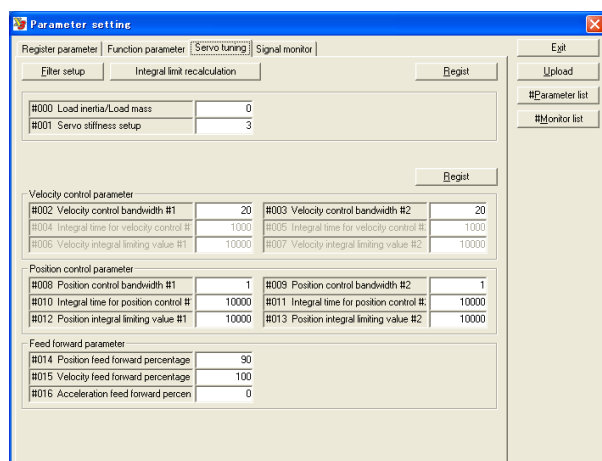 Parameter setting
Register parameter Function parameter Servo tuning Signal monitor
Exit
Filter setup Integral limit recalculation Regist
Upload
#Parameter list
#000 Load inertia/Load mass 0
#Monitor list
#001 Servo stiffness setup 3
Regist
Velocity control parameter
#002 Velocity control bandwidth #1 20 #003 Velocity control bandwidth #2 20
#004 Integral time for velocity control # 1000 #005 Integral time for velocity control #. 1000
#006 Velocity integral limiting value #1 10000 #007 Velocity integral limiting value #2 10000
Position control parameter
#008 Position control bandwidth #1 1 #009 Position control bandwidth #2 1
#010 Integral time for position control #' 10000 #011 Integral time for position control #. 10000
#012 Position integral limiting value #1 10000 #013 Position integral limiting value #2 10000
Feed forward parameter
#014 Position feed forward percentage 90
#015 Velocity feed forward percentage 100
#016 Acceleration feed forward percen 0